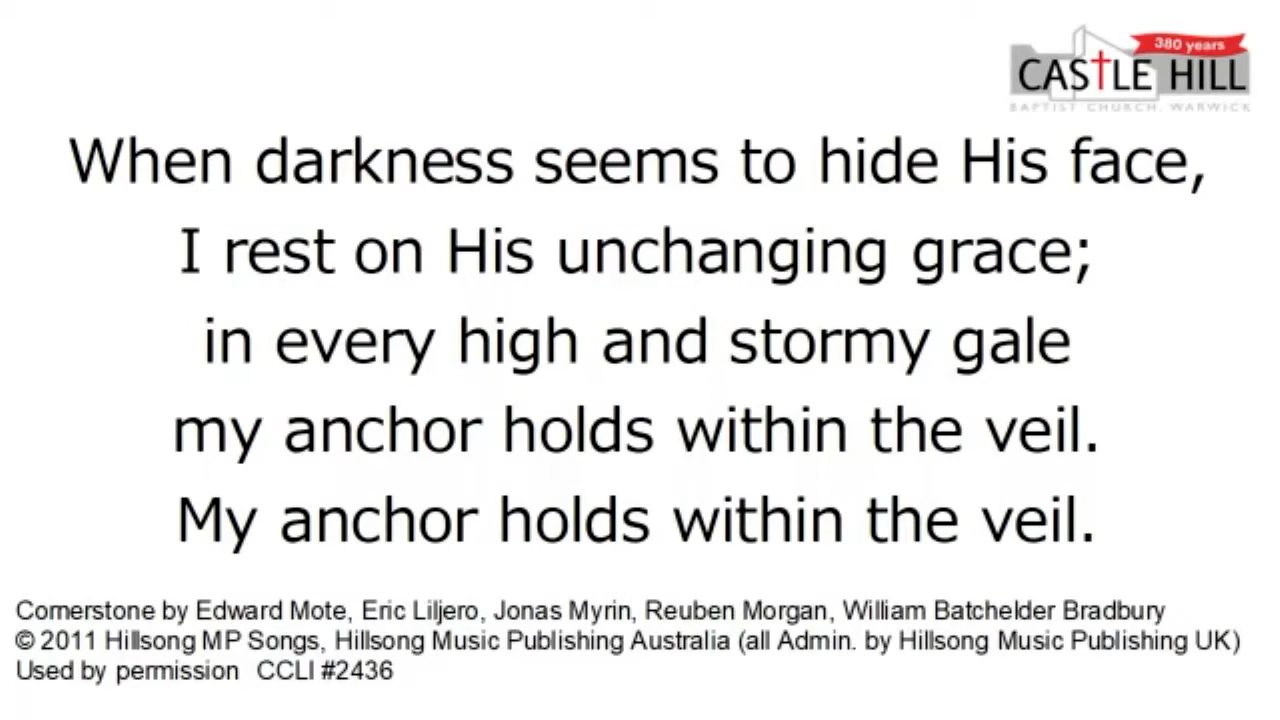 380 years
CASTLE HILL
BAPTIST CHURCH, WARWICK
When darkness seems to hide His face,
I rest on His unchanging grace;
in every high and stormy gale
my anchor holds within the veil.
My anchor holds within the veil.
Cornerstone by Edward Mote, Eric Liljero, Jonas Myrin, Reuben Morgan, William Batchelder Bradbury
© 2011 Hillsong MP Songs, Hillsong Music Publishing Australia (all Admin. by Hillsong Music Publishing UK)
Used by permission CCLI #2436